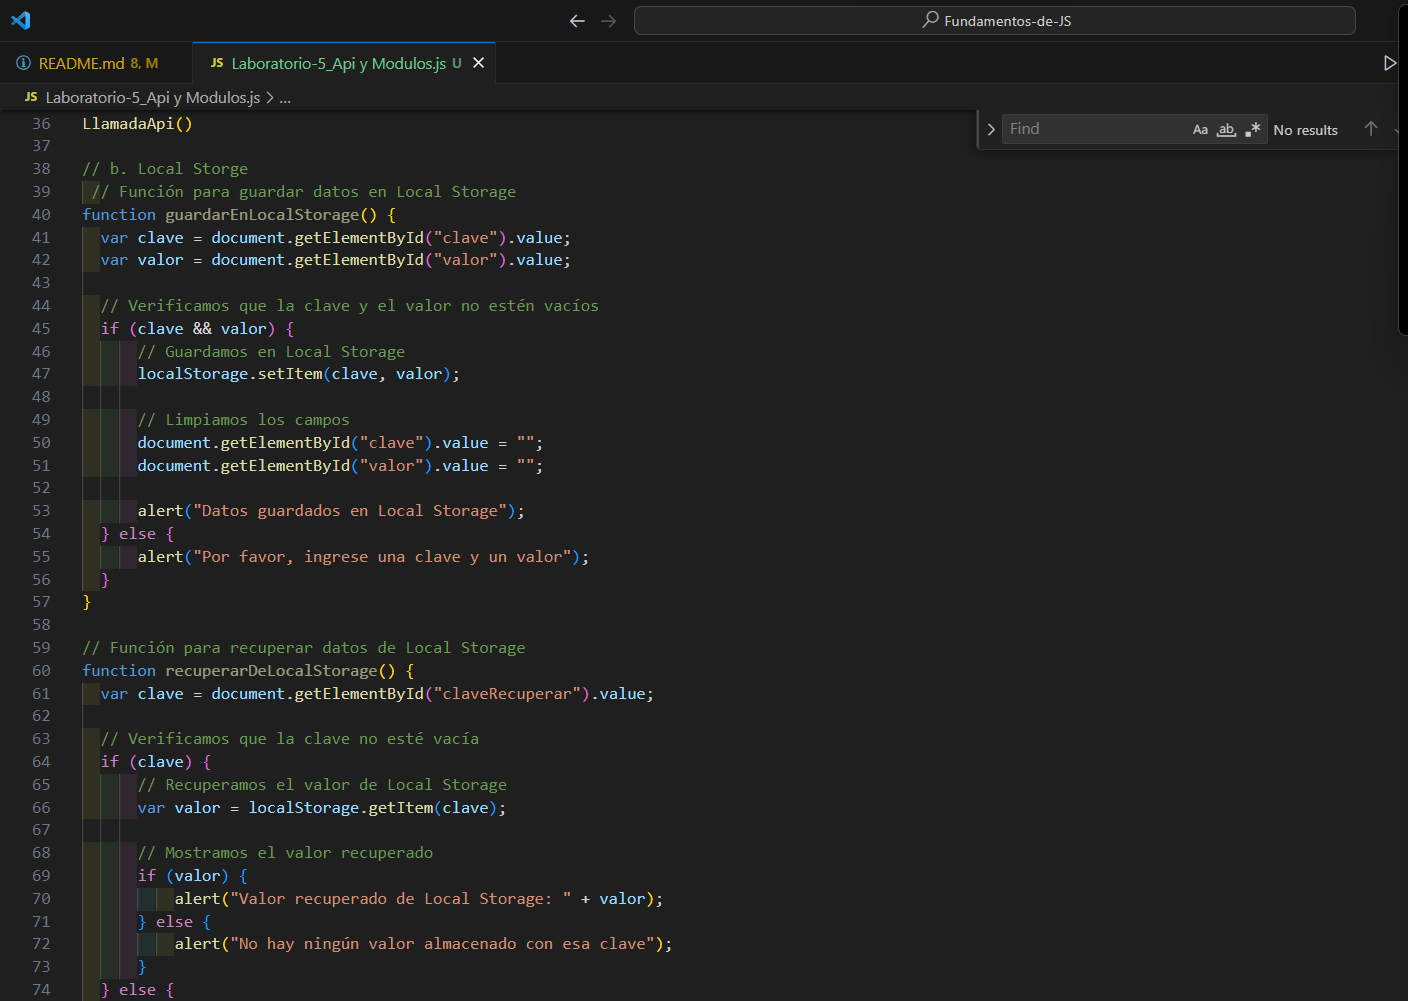 Fundamentos-de-JS
README.md 8, M
JS Laboratorio-5_Api y Modulos.js U
JS Laboratorio-5_Api y Modulos.js > ...
Find Aa ab .* No results
36 LlamadaApi()
37
38 // b. Local Storge
39 // Función para guardar datos en Local Storage
40 function guardarEnLocalStorage() {
41 var clave = document.getElementById("clave").value;
42 var valor = document.getElementById("valor").value;
43
44 // Verificamos que la clave y el valor no estén vacíos
45 if (clave && valor) {
46 // Guardamos en Local Storage
47 localStorage.setItem(clave, valor);
48
49 // Limpiamos los campos
50 document.getElementById("clave").value = "";
51 document.getElementById("valor").value = "";
52
53 alert("Datos guardados en Local Storage");
54 } else {
55 alert("Por favor, ingrese una clave y un valor");
56 }
57 }
58
59 // Función para recuperar datos de Local Storage
60 function recuperarDeLocalStorage() {
61 var clave = document.getElementById("claveRecuperar").value;
62
63 // Verificamos que la clave no esté vacía
64 if (clave) {
65 // Recuperamos el valor de Local Storage
66 var valor = localStorage.getItem(clave);
67
68 // Mostramos el valor recuperado
69 if (valor) {
70 alert("Valor recuperado de Local Storage: " + valor);
71 } else {
72 alert("No hay ningún valor almacenado con esa clave");
73 }
74 } else {